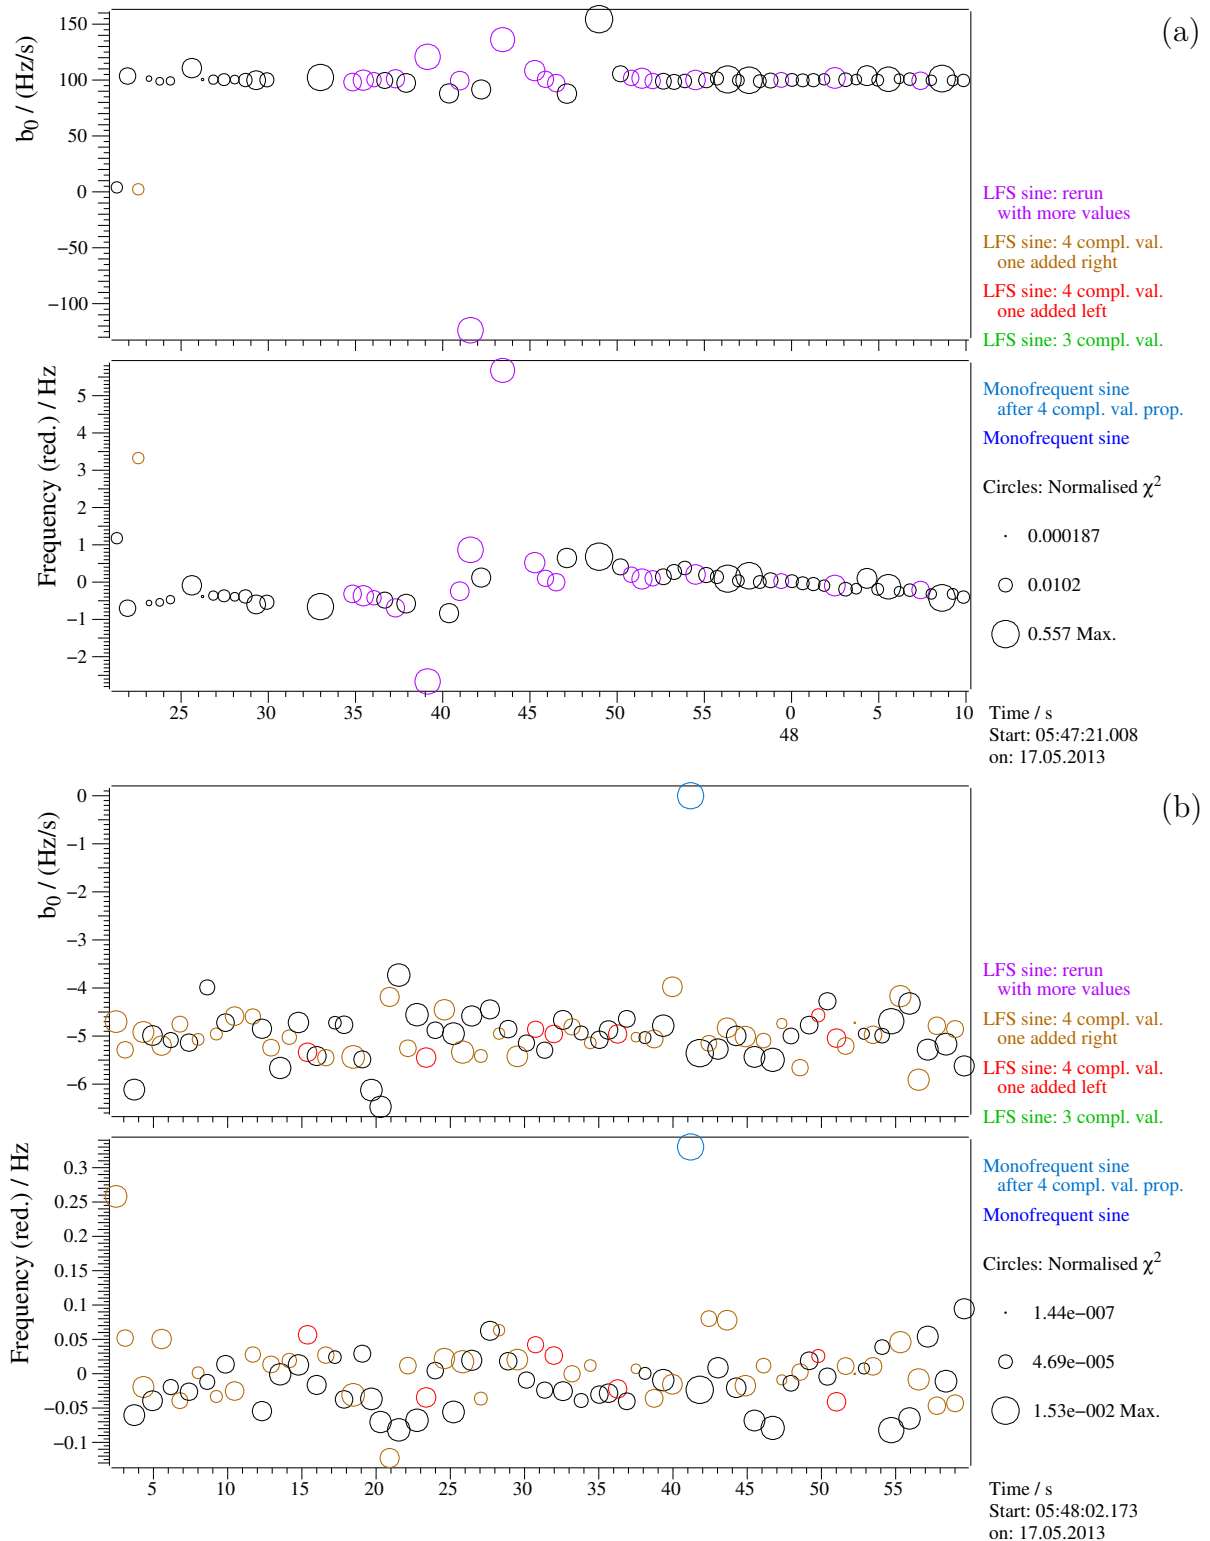 (a)
b0 / (Hz/s)
150
100
50
0
−50
−100
LFS sine: rerun
with more values
LFS sine: 4 compl. val.
one added right
LFS sine: 4 compl. val.
one added left
LFS sine: 3 compl. val.
Frequency (red.) / Hz
5
4
3
2
1
0
−1
−2
Monofrequent sine
after 4 compl. val. prop.
Monofrequent sine
Circles: Normalised χ2
0.000187
0.0102
0.557 Max.
25 30 35 40 45 50 55 0 5 10
48
Time / s
Start: 05:47:21.008
on: 17.05.2013
(b)
b0 / (Hz/s)
0
−1
−2
−3
−4
−5
−6
LFS sine: rerun
with more values
LFS sine: 4 compl. val.
one added right
LFS sine: 4 compl. val.
one added left
LFS sine: 3 compl. val.
Frequency (red.) / Hz
0.3
0.25
0.2
0.15
0.1
0.05
0
−0.05
−0.1
Monofrequent sine
after 4 compl. val. prop.
Monofrequent sine
Circles: Normalised χ2
1.44e−007
4.69e−005
1.53e−002 Max.
5 10 15 20 25 30 35 40 45 50 55
Time / s
Start: 05:48:02.173
on: 17.05.2013